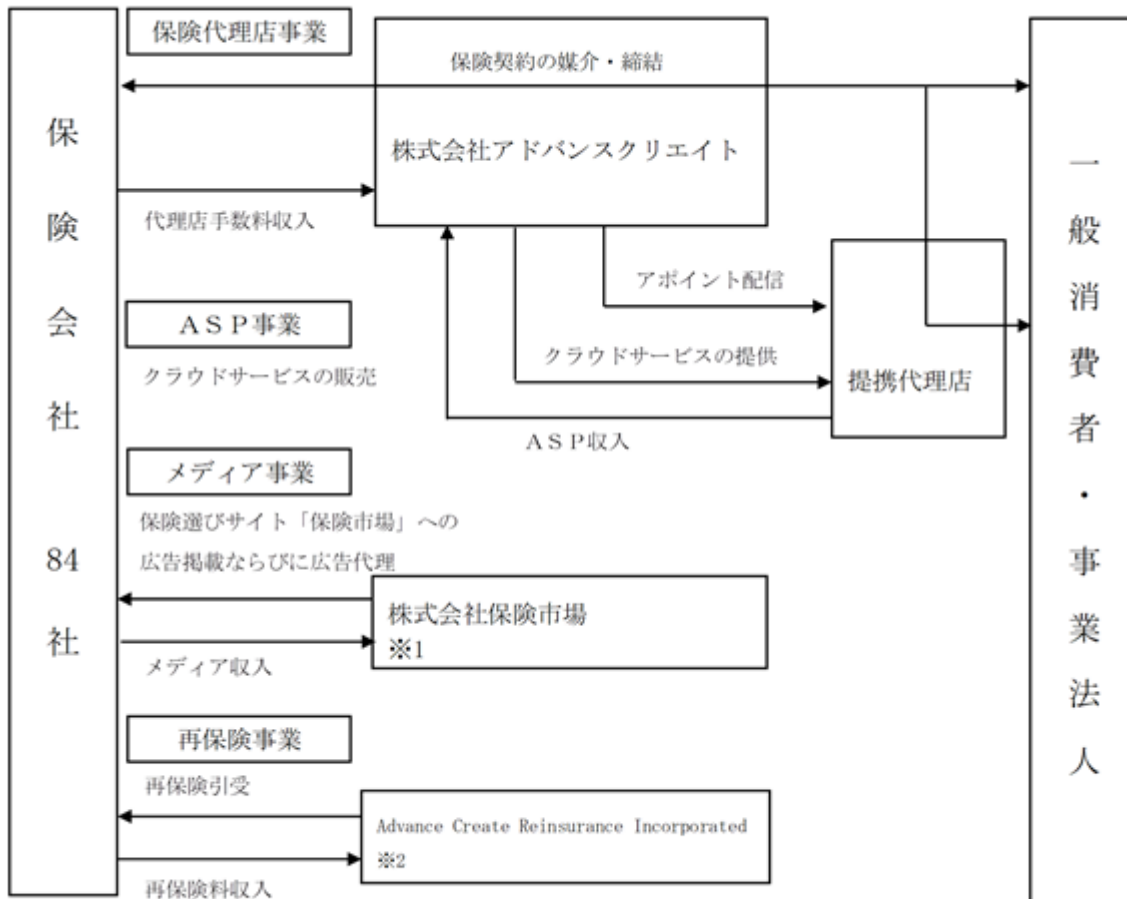 保険会社84社
保険代理店事業
保険契約の媒介・締結
株式会社アドバンスクリエイト
代理店手数料収入
アポイント配信
ＡＳＰ事業
クラウドサービスの販売
クラウドサービスの提供
提携代理店
ＡＳＰ収入
メディア事業
保険選びサイト「保険市場」への
広告掲載ならびに広告代理
株式会社保険市場
※1
メディア収入
再保険事業
再保険引受
Advance Create Reinsurance Incorporated
※2
再保険料収入
一般消費者・事業法人